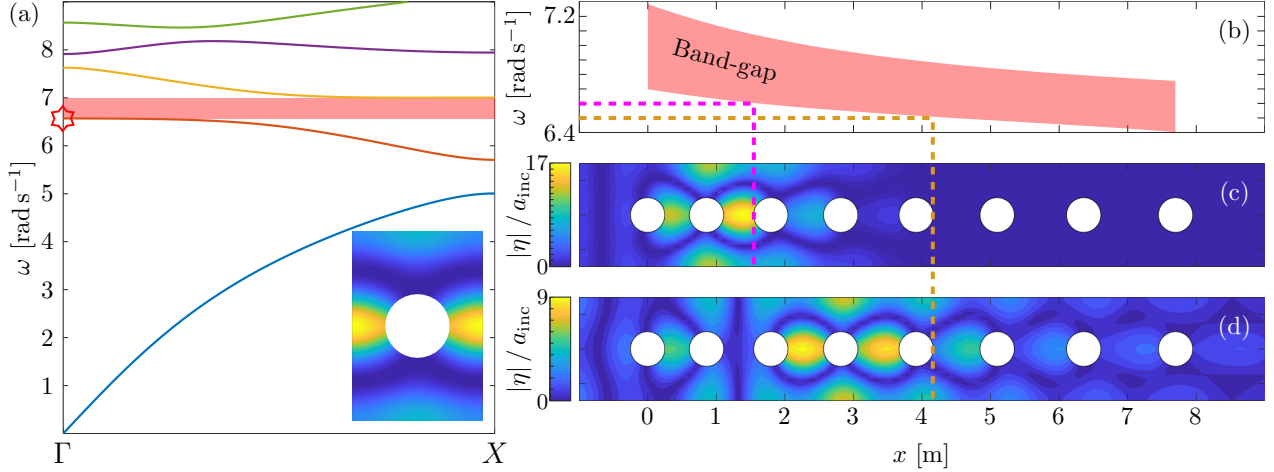 (a)
ω [rad s⁻¹]
8
7
6
5
4
3
2
1
Γ
X
(b)
ω [rad s⁻¹]
7.2
6.4
Band-gap
(c)
|η| / a_inc
17
0
(d)
|η| / a_inc
9
0
0 1 2 3 4 5 6 7 8
x [m]